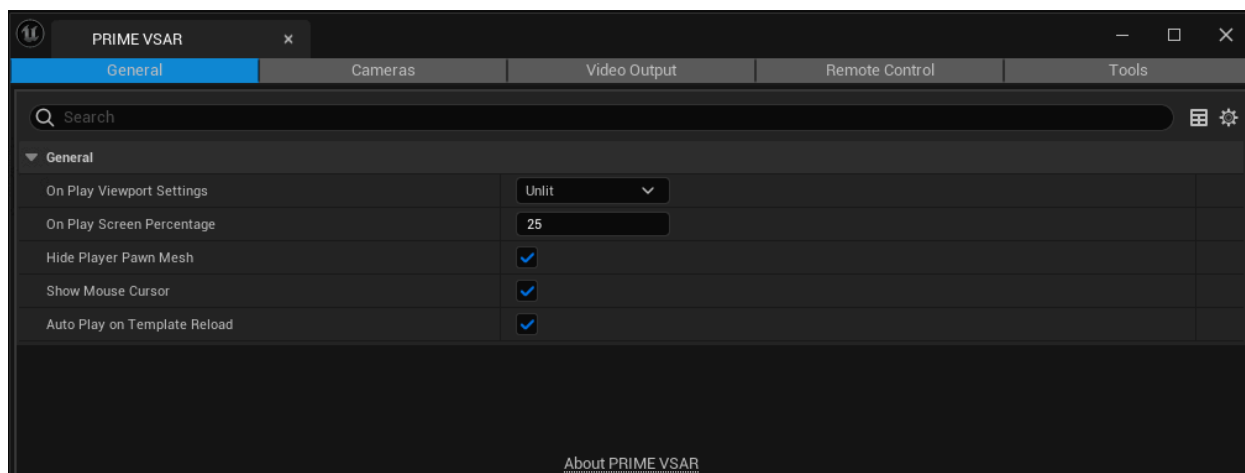 PRIME VSAR
General Cameras Video Output Remote Control Tools
Search
General
On Play Viewport Settings Unlit
On Play Screen Percentage 25
Hide Player Pawn Mesh
Show Mouse Cursor
Auto Play on Template Reload
About PRIME VSAR